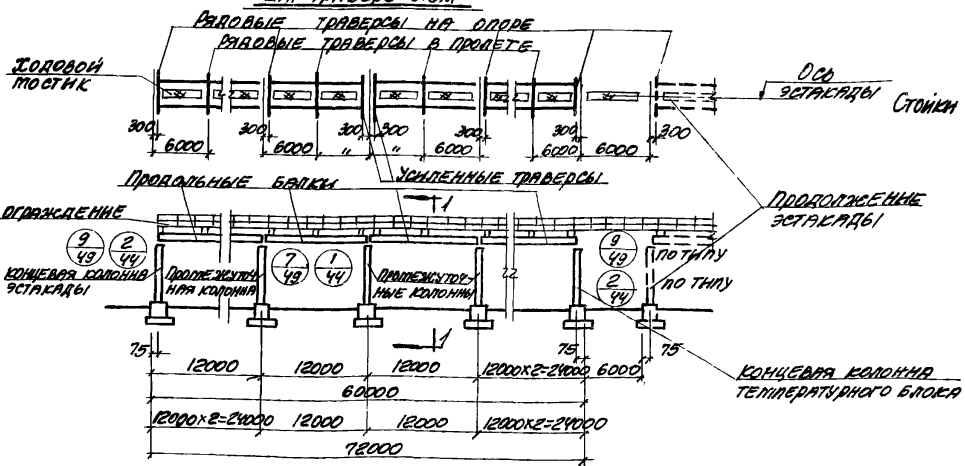 РЯДОВЫЕ ТРАВЕРСЫ НА ОПОРЕ
РЯДОВЫЕ ТРАВЕРСЫ В ПРОЛЕТЕ
ХОДОВОЙ
МОСТИК
ОСЬ
ЭСТАКАДЫ
Стойки
300 300 300 300 300 300 300
6000 6000 " " 6000 6000 6000
УСИЛЕННЫЕ ТРАВЕРСЫ
ПРОДОЛЬНЫЕ БАЛКИ
1
ПРОДОЛЖЕНИЕ
ЭСТАКАДЫ
ОГРАЖДЕНИЕ
9
49
2
44
7
49
1
44
9
49
2
44
ПО ТИПУ
ПО ТИПУ
КОНЦЕВАЯ КОЛОННА
ЭСТАКАДЫ
ПРОМЕЖУТОЧ-
НАЯ КОЛОННА
ПРОМЕЖУТОЧ-
НЫЕ КОЛОННЫ
1
75 75 75
12000 12000 12000 12000×2=24000 6000
60000
КОНЦЕВАЯ КОЛОННА
ТЕМПЕРАТУРНОГО БЛОКА
12000×2=24000 12000 12000 12000×2=24000
72000